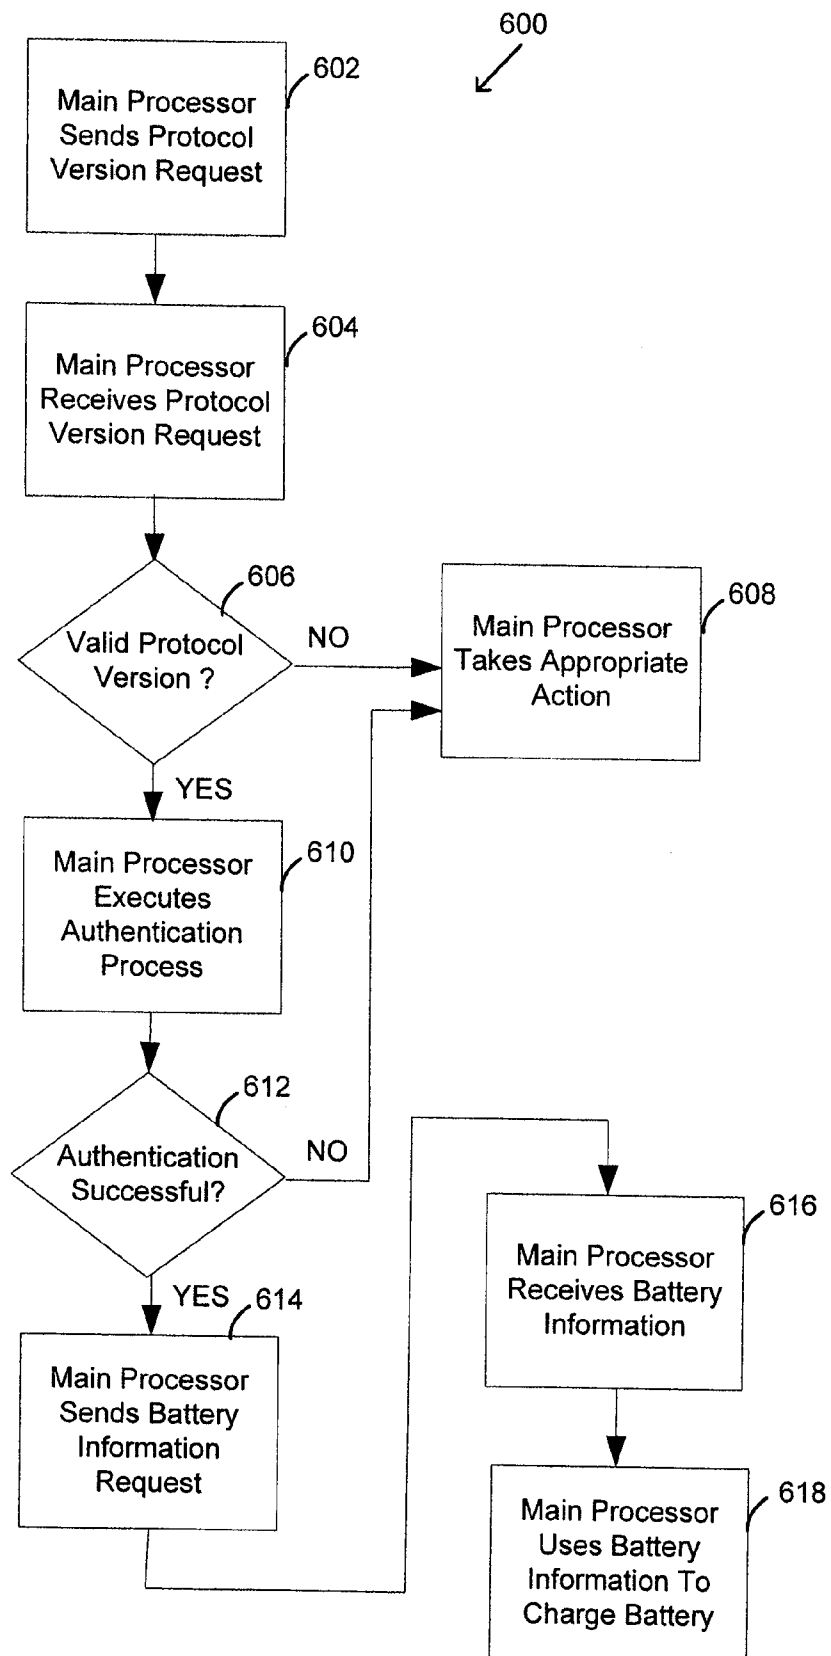 600
602
Main Processor
Sends Protocol
Version Request
604
Main Processor
Receives Protocol
Version Request
606
Valid Protocol
Version ?
NO
608
Main Processor
Takes Appropriate
Action
YES
610
Main Processor
Executes
Authentication
Process
612
Authentication
Successful?
NO
YES
614
Main Processor
Sends Battery
Information
Request
616
Main Processor
Receives Battery
Information
618
Main Processor
Uses Battery
Information To
Charge Battery